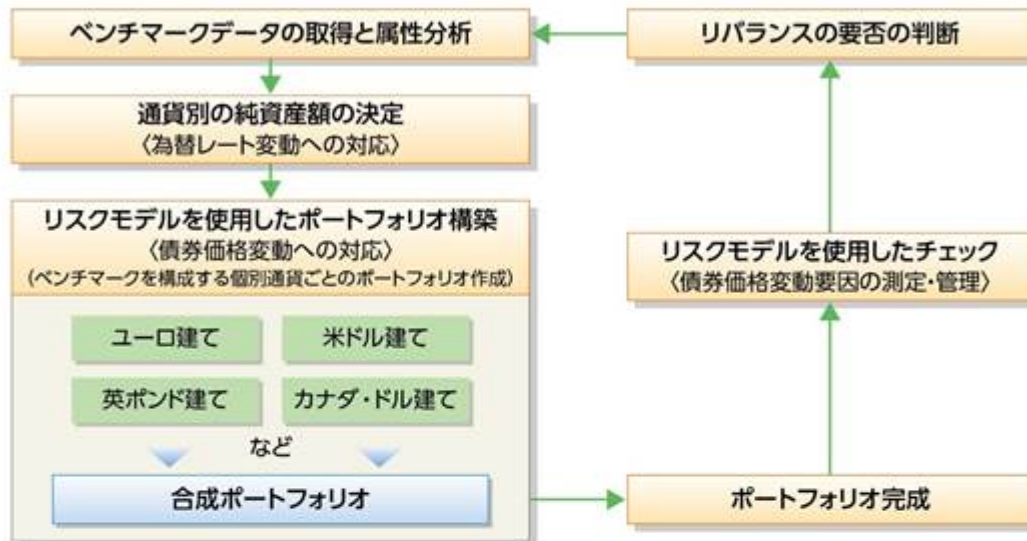 ベンチマークデータの取得と属性分析
リバランスの要否の判断
通貨別の純資産額の決定
〈為替レート変動への対応〉
リスクモデルを使用したポートフォリオ構築
〈債券価格変動への対応〉
(ベンチマークを構成する個別通貨ごとのポートフォリオ作成)
リスクモデルを使用したチェック
〈債券価格変動要因の測定・管理〉
ユーロ建て
米ドル建て
英ポンド建て
カナダ・ドル建て
など
合成ポートフォリオ
ポートフォリオ完成